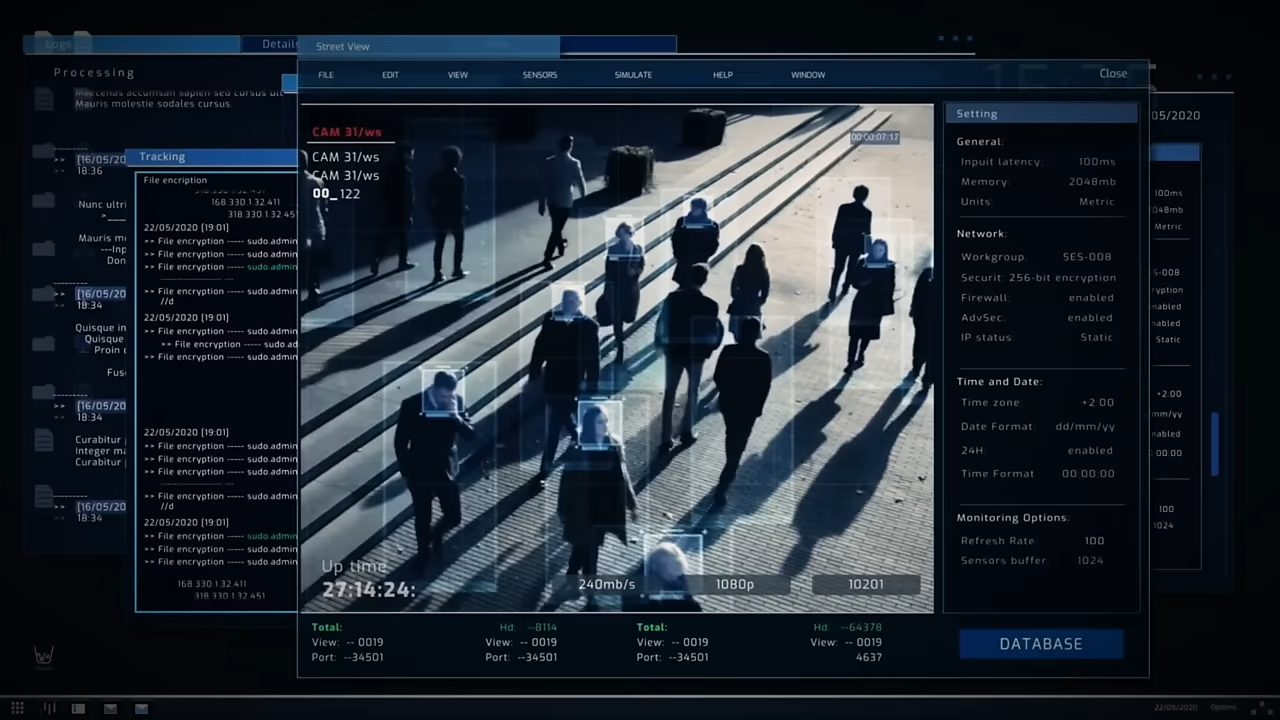 Logs
Details
Street View
FILE EDIT VIEW SENSORS SIMULATE HELP WINDOW
Close
Processing
Maecenas accumsan sapien sed cursus
Mauris molestie sodales cursus.
>> [16/05/20
18:36
Nunc ultri
>____
Mauris m
---Inp
Don
>> [16/05/20
18:34
Quisque in
Quisque
Proin
Fus
>> [16/05/20
18:34
Curabitur
Integer ma
Curabitur
>> [16/05/20
18:34
Tracking
File encription
168.330.1.32.411
318 330.1.32.451
22/05/2020 [19:01]
>> File encryption ----- sudo.admin
>> File encryption ----- sudo.admin
>> File encryption ----- sudo.admin
>> File encryption ----- sudo.admin
//d
22/05/2020 [19:01]
>> File encryption ----- sudo.admin
>> File encryption ----- sudo.ad
>> File encryption ----- sudo.admin
22/05/2020 [19:01]
>> File encryption ----- sudo.admin
>> File encryption ----- sudo.admin
>> File encryption ----- sudo.admin
>> File encryption ----- sudo.admin
//d
22/05/2020 [19:01]
>> File encryption ----- sudo.admin
>> File encryption ----- sudo.admin
>> File encryption ----- sudo.admin
168 330.1.32.411
318 330.1.32.451
CAM 31/ws
CAM 31/ws
CAM 31/ws
00_122
00:00:07:17
Up time
27:14:24:
240mb/s
1080p
10201
Total: Hd: --8114
View: -- 0019 View: -- 0019
Port: --34501 Port: --34501
Total: Hd: --64378
View: -- 0019 View: -- 0019
Port: --34501 4637
Setting
General:
Inpuit latency: 100ms
Memory: 2048mb
Units: Metric
Network:
Workgroup: SES-008
Securit: 256-bit encryption
Firewall: enabled
AdvSec: enabled
IP status: Static
Time and Date:
Time zone: +2:00
Date Format: dd/mm/yy
24H: enabled
Time Format 00:00:00
Monitoring Options:
Refresh Rate: 100
Sensors buffer: 1024
DATABASE
05/2020
100ms
048mb
Metric
S-008
ryption
nabled
nabled
Static
+2:00
mm/yy
nabled
00:00
100
1024
22/05/2020 Options